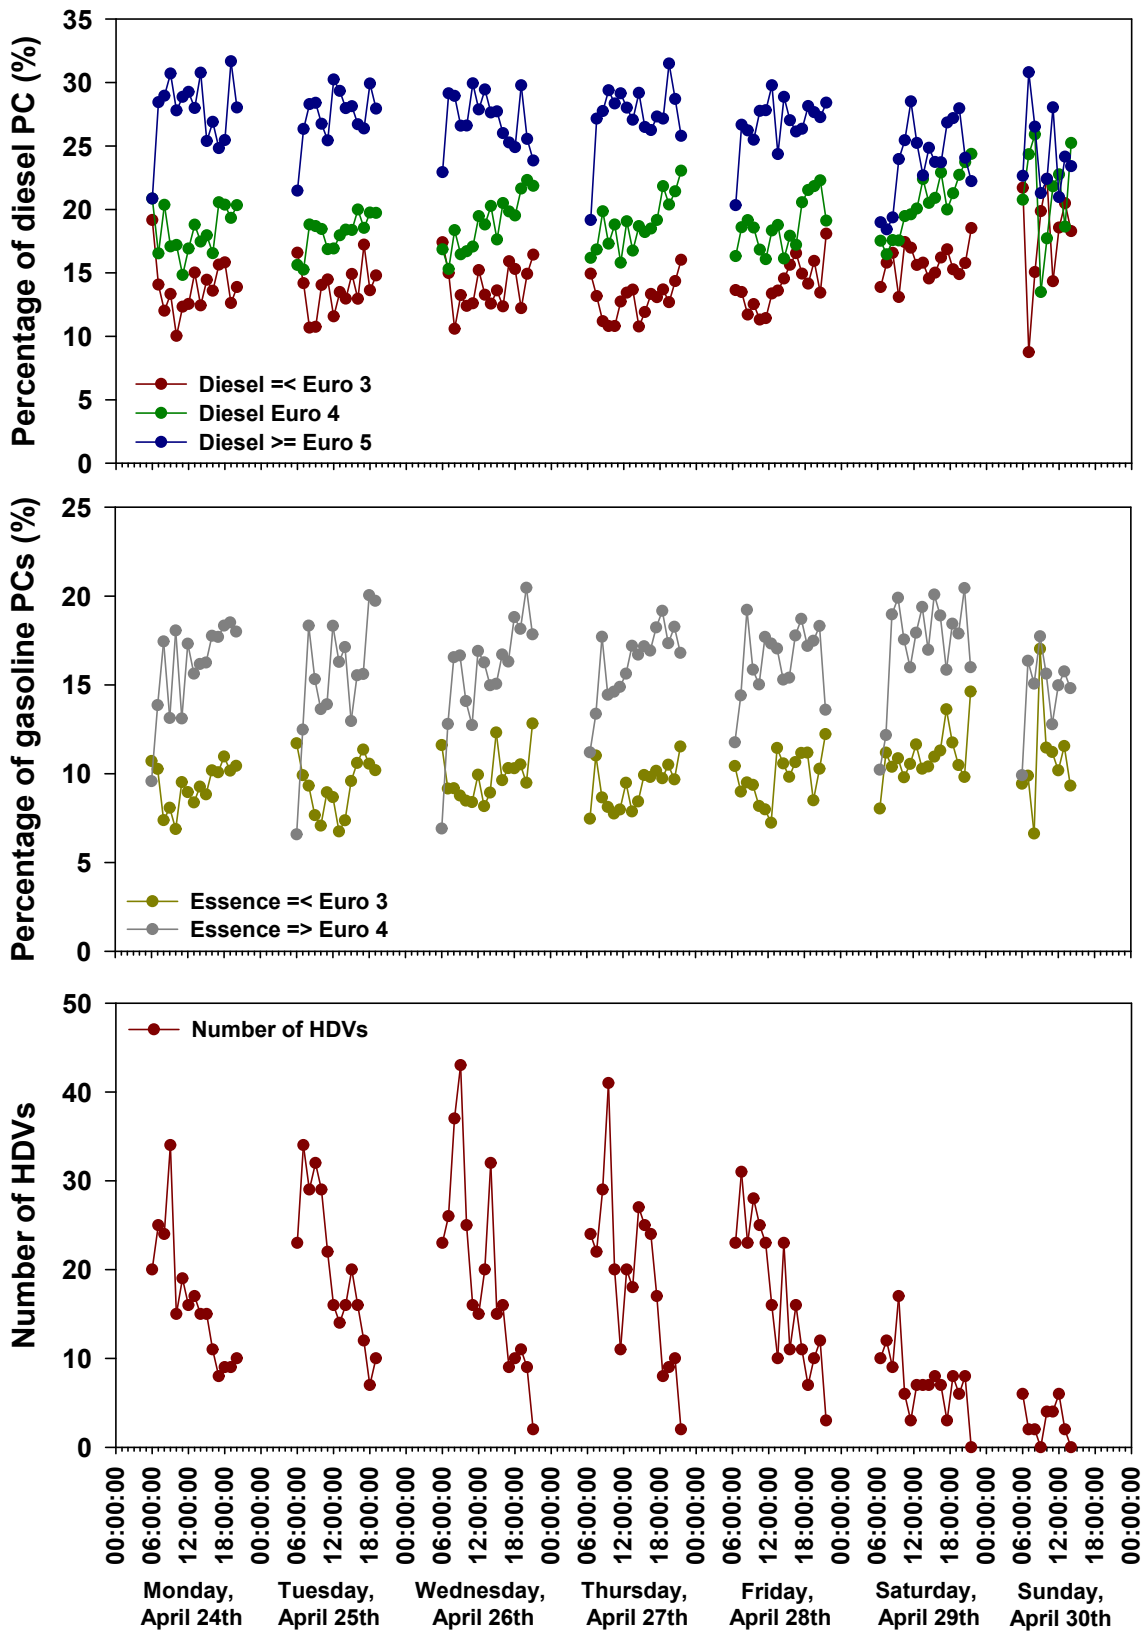 Percentage of diesel PC (%)
35
30
25
20
15
10
5
0
Diesel =< Euro 3
Diesel Euro 4
Diesel >= Euro 5
Percentage of gasoline PCs (%)
25
20
15
10
5
0
Essence =< Euro 3
Essence => Euro 4
Number of HDVs
50
40
30
20
10
0
Number of HDVs
00:00:00
06:00:00
12:00:00
18:00:00
00:00:00
06:00:00
12:00:00
18:00:00
00:00:00
06:00:00
12:00:00
18:00:00
00:00:00
06:00:00
12:00:00
18:00:00
00:00:00
06:00:00
12:00:00
18:00:00
00:00:00
06:00:00
12:00:00
18:00:00
00:00:00
06:00:00
12:00:00
18:00:00
00:00:00
Monday,
April 24th
Tuesday,
April 25th
Wednesday,
April 26th
Thursday,
April 27th
Friday,
April 28th
Saturday,
April 29th
Sunday,
April 30th